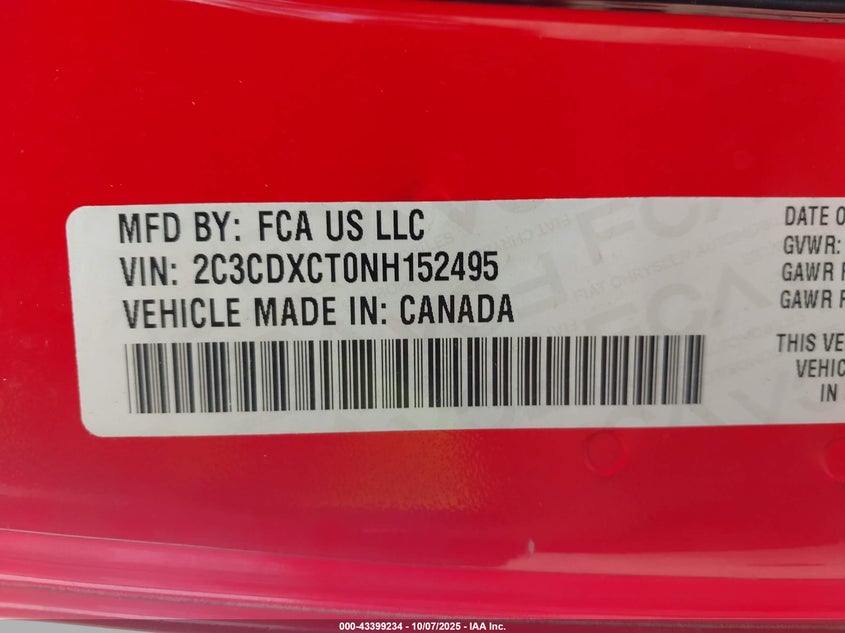 MFD BY: FCA US LLC
VIN: 2C3CDXCT0NH152495
VEHICLE MADE IN: CANADA
DATE O
GVWR:
GAWR F
GAWR R
THIS VE
VEHIC
IN
000-43399234 - 10/07/2025 - IAA Inc.